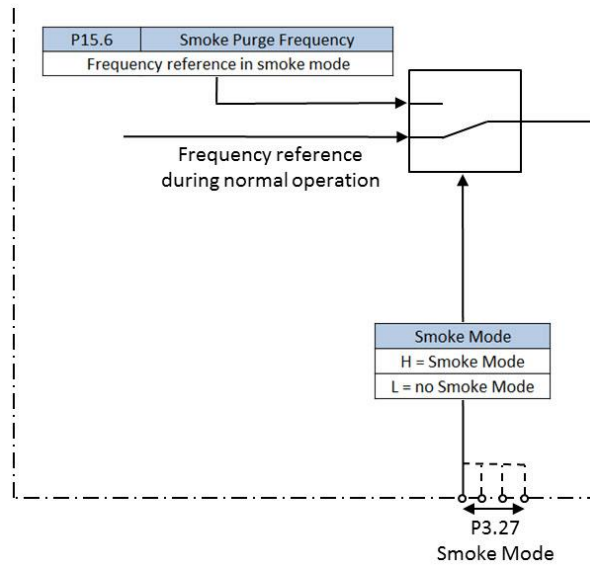 P15.6 Smoke Purge Frequency
Frequency reference in smoke mode
Frequency reference
during normal operation
Smoke Mode
H = Smoke Mode
L = no Smoke Mode
P3.27
Smoke Mode